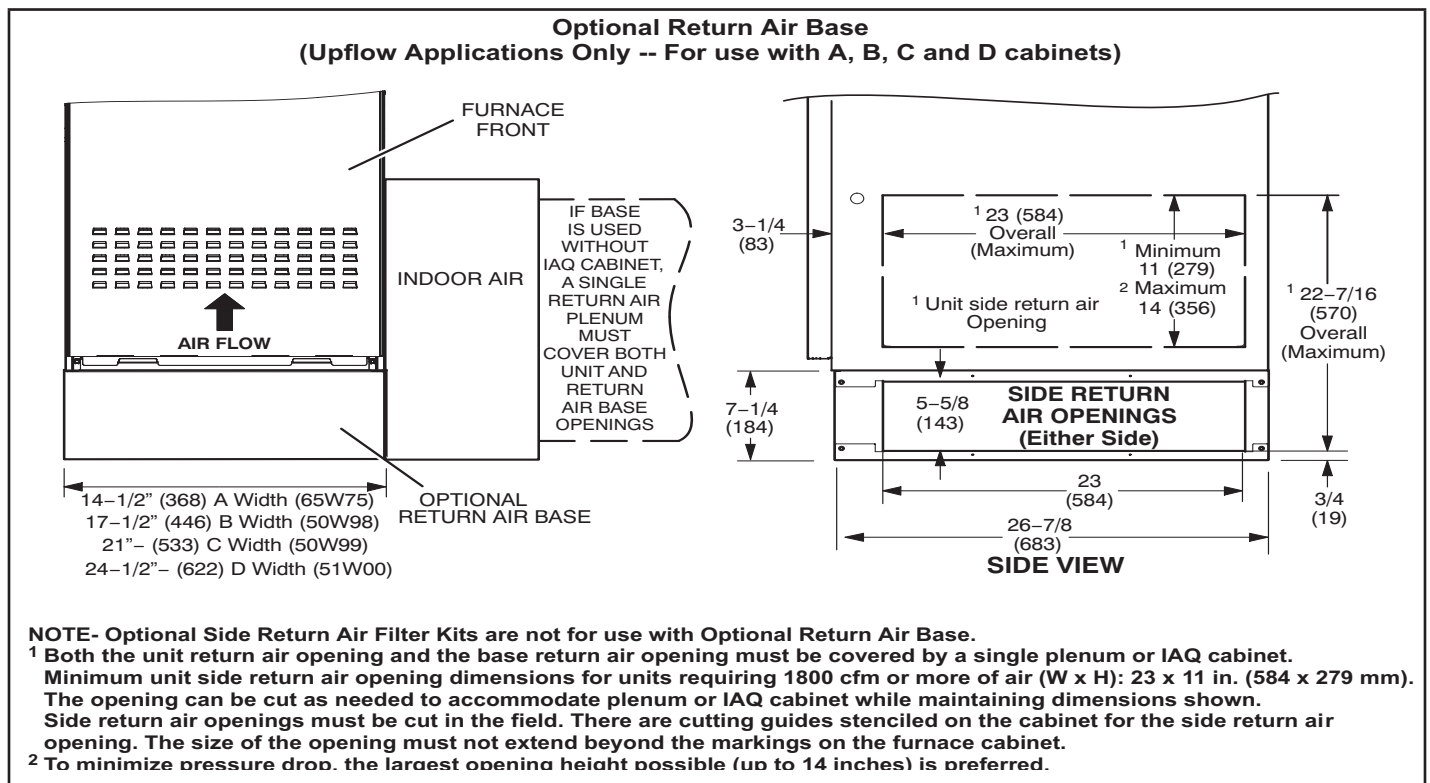 Optional Return Air Base
(Upflow Applications Only -- For use with A, B, C and D cabinets)
FURNACE
FRONT
AIR FLOW
INDOOR AIR
IF BASE
IS USED
WITHOUT
IAQ CABINET,
A SINGLE
RETURN AIR
PLENUM
MUST
COVER BOTH
UNIT AND
RETURN
AIR BASE
OPENINGS
14−1/2” (368) A Width (65W75)
17−1/2” (446) B Width (50W98)
21”− (533) C Width (50W99)
24−1/2”− (622) D Width (51W00)
OPTIONAL
RETURN AIR BASE
3−1/4
(83)
1 23 (584)
Overall
(Maximum)
1 Minimum
11 (279)
2 Maximum
14 (356)
1 Unit side return air
Opening
1 22−7/16
(570)
Overall
(Maximum)
7−1/4
(184)
5−5/8
(143)
SIDE RETURN
AIR OPENINGS
(Either Side)
23
(584)
3/4
(19)
26−7/8
(683)
SIDE VIEW
NOTE- Optional Side Return Air Filter Kits are not for use with Optional Return Air Base.
1 Both the unit return air opening and the base return air opening must be covered by a single plenum or IAQ cabinet.
Minimum unit side return air opening dimensions for units requiring 1800 cfm or more of air (W x H): 23 x 11 in. (584 x 279 mm).
The opening can be cut as needed to accommodate plenum or IAQ cabinet while maintaining dimensions shown.
Side return air openings must be cut in the field. There are cutting guides stenciled on the cabinet for the side return air
opening. The size of the opening must not extend beyond the markings on the furnace cabinet.
2 To minimize pressure drop, the largest opening height possible (up to 14 inches) is preferred.